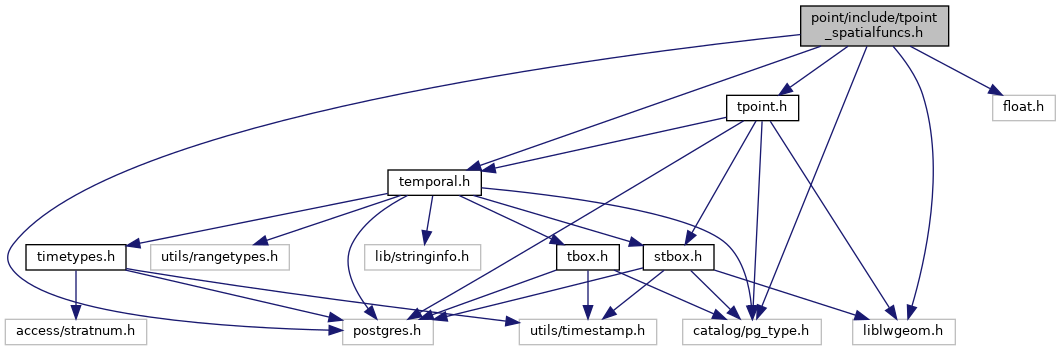 point/include/tpoint
_spatialfuncs.h
tpoint.h
float.h
temporal.h
timetypes.h
utils/rangetypes.h
lib/stringinfo.h
tbox.h
stbox.h
access/stratnum.h
postgres.h
utils/timestamp.h
catalog/pg_type.h
liblwgeom.h